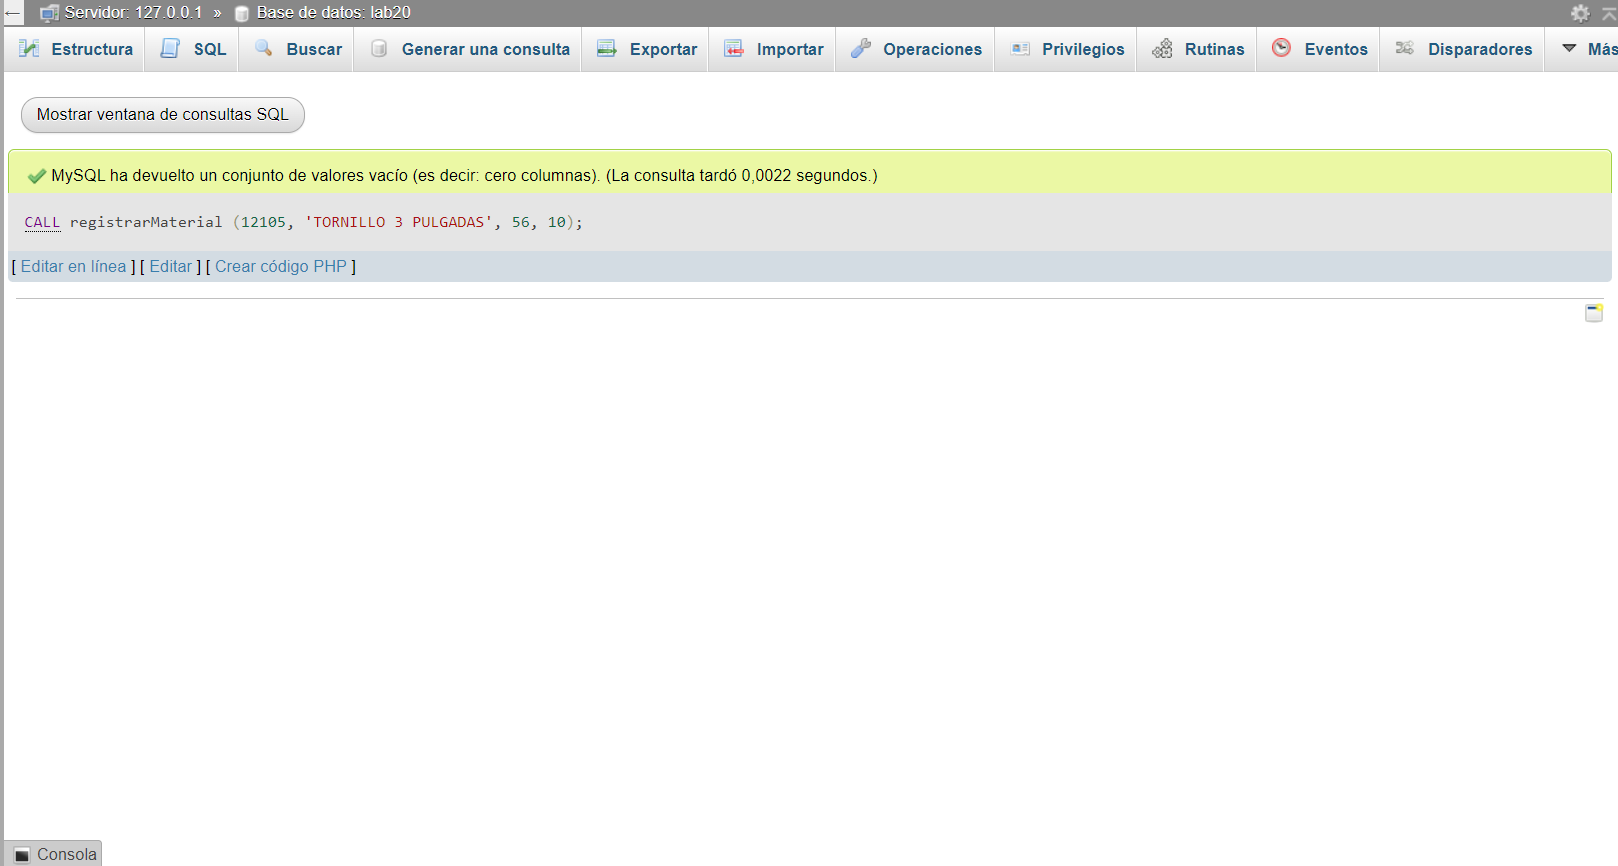 Servidor: 127.0.0.1 » Base de datos: lab20
Estructura SQL Buscar Generar una consulta Exportar Importar Operaciones Privilegios Rutinas Eventos Disparadores Más
Mostrar ventana de consultas SQL
MySQL ha devuelto un conjunto de valores vacío (es decir: cero columnas). (La consulta tardó 0,0022 segundos.)
CALL registrarMaterial (12105, 'TORNILLO 3 PULGADAS', 56, 10);
[ Editar en línea ] [ Editar ] [ Crear código PHP ]
Consola